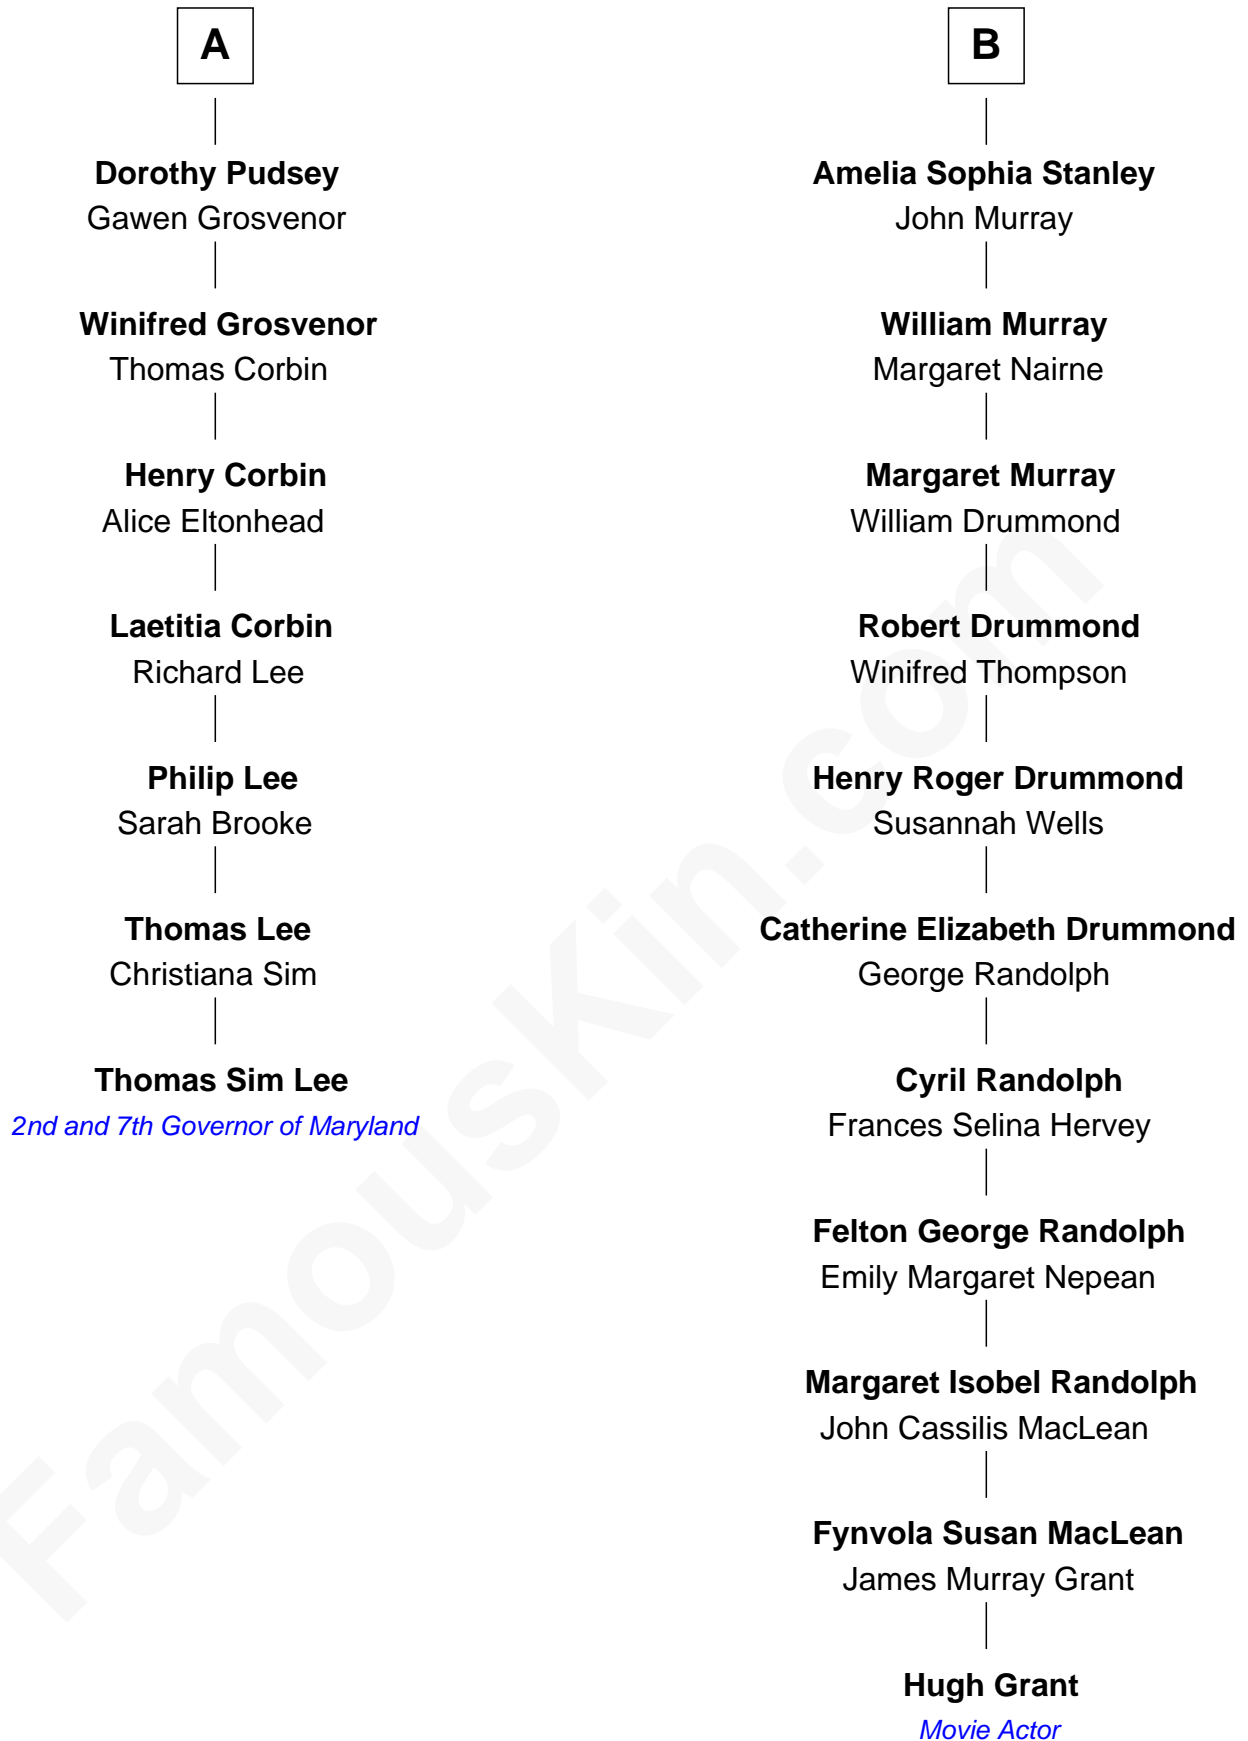 A
Dorothy Pudsey
Gawen Grosvenor
Winifred Grosvenor
Thomas Corbin
Henry Corbin
Alice Eltonhead
Laetitia Corbin
Richard Lee
Philip Lee
Sarah Brooke
Thomas Lee
Christiana Sim
Thomas Sim Lee
2nd and 7th Governor of Maryland
B
Amelia Sophia Stanley
John Murray
William Murray
Margaret Nairne
Margaret Murray
William Drummond
Robert Drummond
Winifred Thompson
Henry Roger Drummond
Susannah Wells
Catherine Elizabeth Drummond
George Randolph
Cyril Randolph
Frances Selina Hervey
Felton George Randolph
Emily Margaret Nepean
Margaret Isobel Randolph
John Cassilis MacLean
Fynvola Susan MacLean
James Murray Grant
Hugh Grant
Movie Actor
FamousKin.com